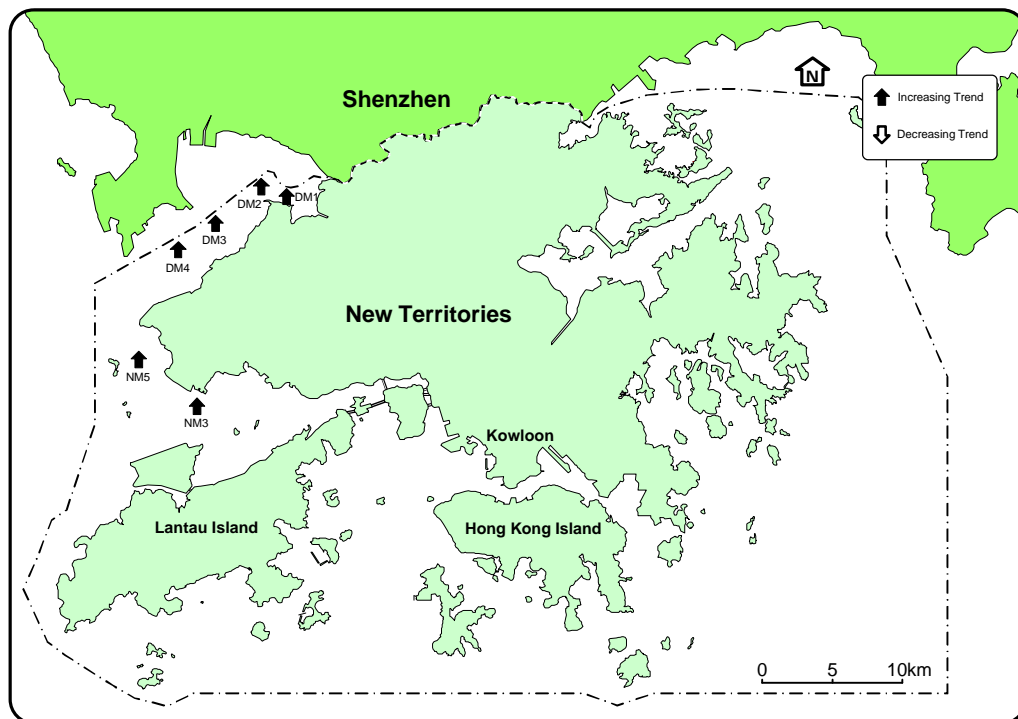 N
Shenzhen
Increasing Trend
Decreasing Trend
DM1
DM2
DM3
DM4
New Territories
NM5
NM3
Kowloon
Lantau Island
Hong Kong Island
0 5 10km